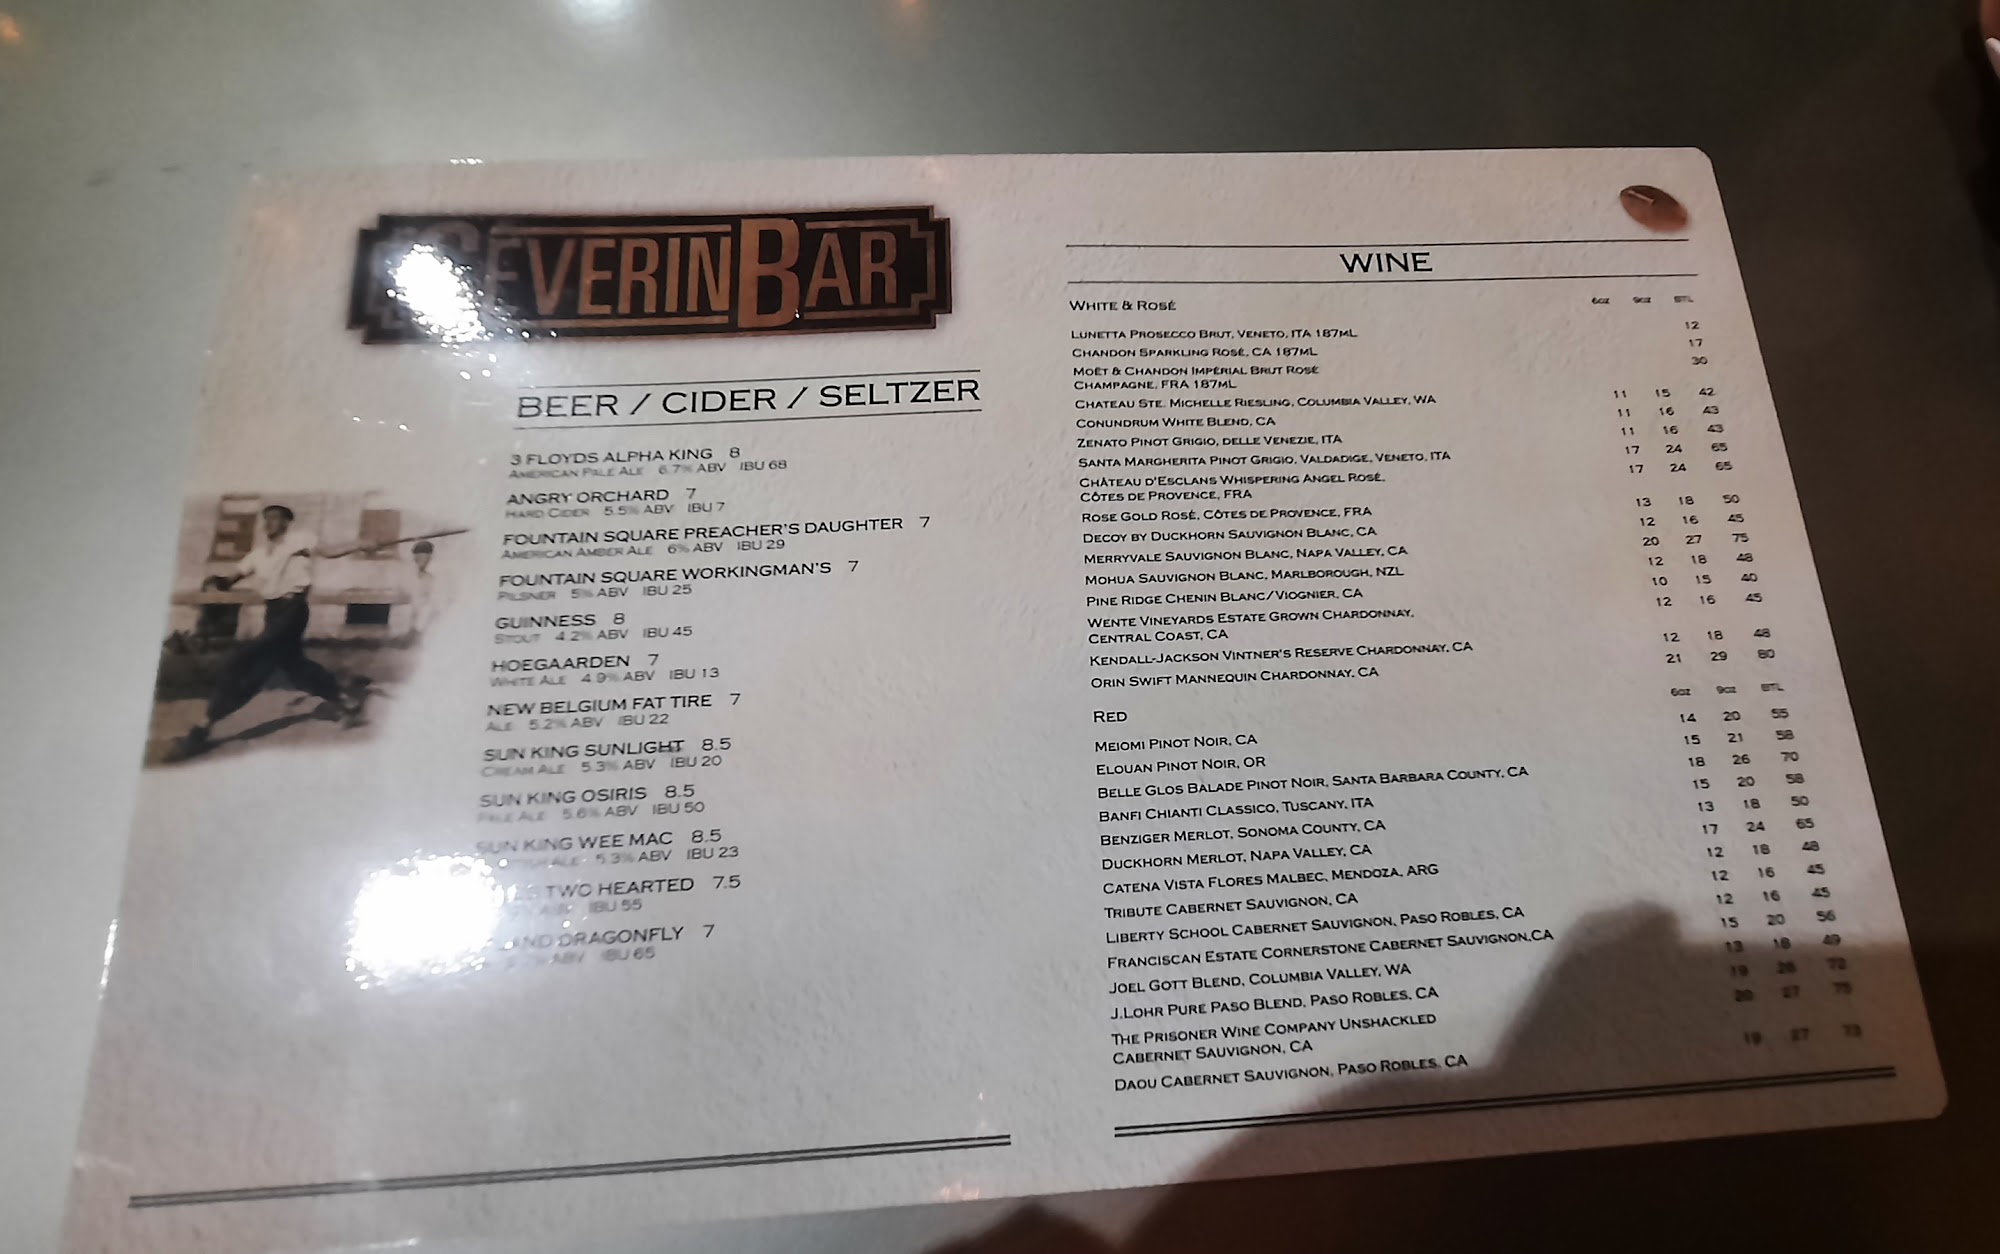 SEVERIN BAR
BEER / CIDER / SELTZER
3 FLOYDS ALPHA KING 8
AMERICAN PALE ALE 6.7% ABV IBU 68
ANGRY ORCHARD 7
HARD CIDER 5.5% ABV IBU 7
FOUNTAIN SQUARE PREACHER'S DAUGHTER 7
AMERICAN AMBER ALE 6% ABV IBU 29
FOUNTAIN SQUARE WORKINGMAN'S 7
PILSNER 5% ABV IBU 25
GUINNESS 8
STOUT 4.2% ABV IBU 45
HOEGAARDEN 7
WHITE ALE 4.9% ABV IBU 13
NEW BELGIUM FAT TIRE 7
ALE 5.2% ABV IBU 22
SUN KING SUNLIGHT 8.5
CREAM ALE 5.3% ABV IBU 20
SUN KING OSIRIS 8.5
PALE ALE 5.6% ABV IBU 50
SUN KING WEE MAC 8.5
ALE 5.3% ABV IBU 23
TWO HEARTED 7.5
ABV IBU 55
DRAGONFLY 7
ABV IBU 65
WINE
WHITE & ROSÉ 6oz 9oz BTL
LUNETTA PROSECCO BRUT, VENETO, ITA 187ML 12
CHANDON SPARKLING ROSÉ, CA 187ML 17
MOËT & CHANDON IMPÉRIAL BRUT ROSÉ 30
CHAMPAGNE, FRA 187ML
CHATEAU STE. MICHELLE RIESLING, COLUMBIA VALLEY, WA 11 15 42
CONUNDRUM WHITE BLEND, CA 11 16 43
ZENATO PINOT GRIGIO, DELLE VENEZIE, ITA 11 16 43
SANTA MARGHERITA PINOT GRIGIO, VALDADIGE, VENETO, ITA 17 24 65
CHÂTEAU D'ESCLANS WHISPERING ANGEL ROSÉ, 17 24 65
CÔTES DE PROVENCE, FRA
ROSE GOLD ROSÉ, CÔTES DE PROVENCE, FRA 13 18 50
DECOY BY DUCKHORN SAUVIGNON BLANC, CA 12 16 45
MERRYVALE SAUVIGNON BLANC, NAPA VALLEY, CA 20 27 75
MOHUA SAUVIGNON BLANC, MARLBOROUGH, NZL 12 18 48
PINE RIDGE CHENIN BLANC/VIOGNIER, CA 10 15 40
WENTE VINEYARDS ESTATE GROWN CHARDONNAY, 12 16 45
CENTRAL COAST, CA
KENDALL-JACKSON VINTNER'S RESERVE CHARDONNAY, CA 12 18 48
ORIN SWIFT MANNEQUIN CHARDONNAY, CA 21 29 80
RED 6oz 9oz BTL
MEIOMI PINOT NOIR, CA 14 20 55
ELOUAN PINOT NOIR, OR 15 21 58
BELLE GLOS BALADE PINOT NOIR, SANTA BARBARA COUNTY, CA 18 26 70
BANFI CHIANTI CLASSICO, TUSCANY, ITA 15 20 58
BENZIGER MERLOT, SONOMA COUNTY, CA 13 18 50
DUCKHORN MERLOT, NAPA VALLEY, CA 17 24 65
CATENA VISTA FLORES MALBEC, MENDOZA, ARG 12 18 48
TRIBUTE CABERNET SAUVIGNON, CA 12 16 45
LIBERTY SCHOOL CABERNET SAUVIGNON, PASO ROBLES, CA 12 16 45
FRANCISCAN ESTATE CORNERSTONE CABERNET SAUVIGNON,CA 15 20 56
JOEL GOTT BLEND, COLUMBIA VALLEY, WA 13 18 49
J.LOHR PURE PASO BLEND, PASO ROBLES, CA 19 26 72
THE PRISONER WINE COMPANY UNSHACKLED 20 27 75
CABERNET SAUVIGNON, CA
DAOU CABERNET SAUVIGNON, PASO ROBLES, CA 19 27 73